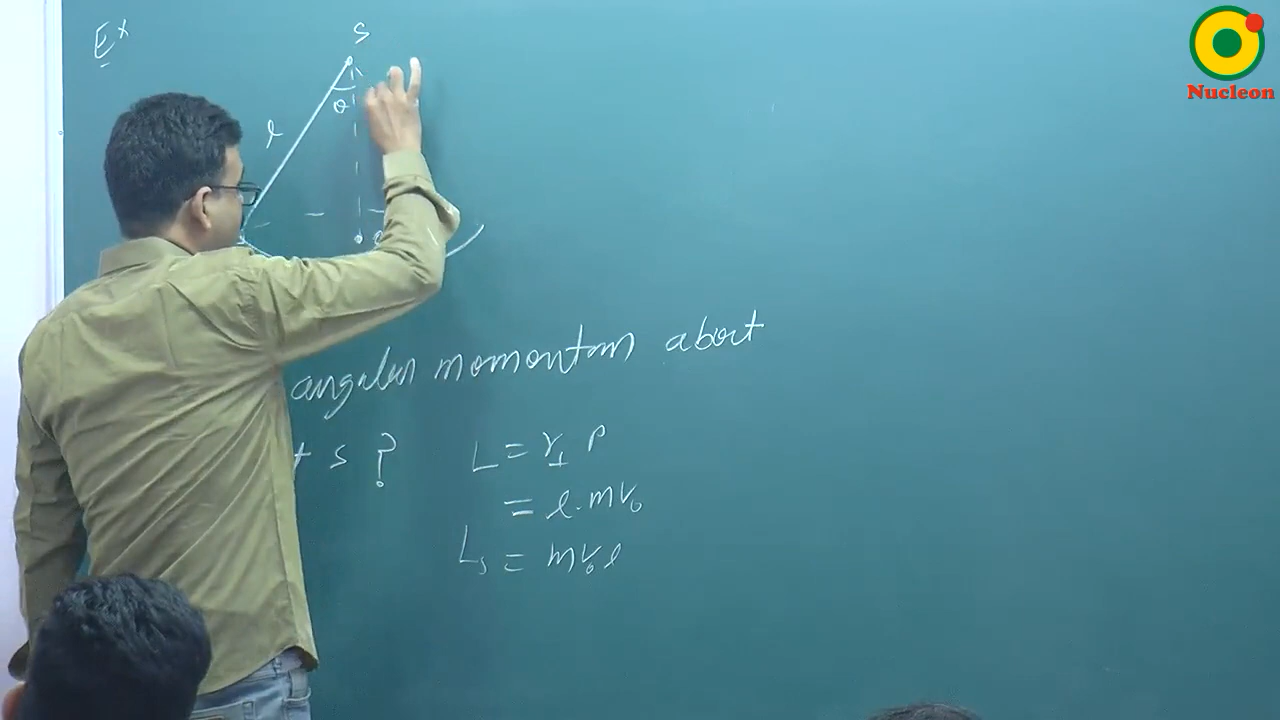 Ex
S
θ
l
Nucleon
angular momentum about
S ?
L = r⊥ P
= l · mv₀
Lₛ = mv₀l